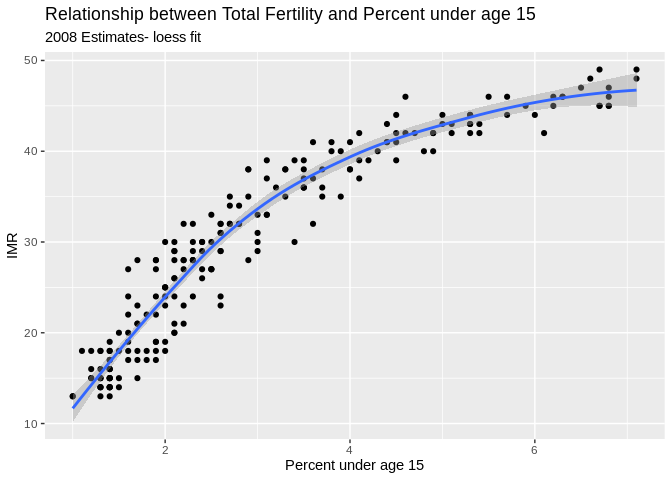 Relationship between Total Fertility and Percent under age 15
2008 Estimates- loess fit
50
40
30
20
10
IMR
2
4
6
Percent under age 15